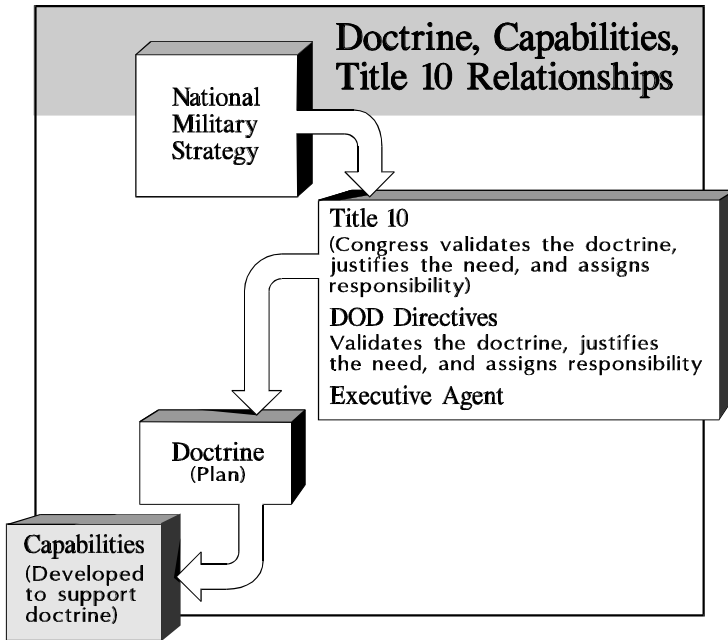 Doctrine, Capabilities,
Title 10 Relationships
National
Military
Strategy
Title 10
(Congress validates the doctrine,
justifies the need, and assigns
responsibility)
DOD Directives
Validates the doctrine, justifies
the need, and assigns responsibility
Executive Agent
Doctrine
(Plan)
Capabilities
(Developed
to support
doctrine)